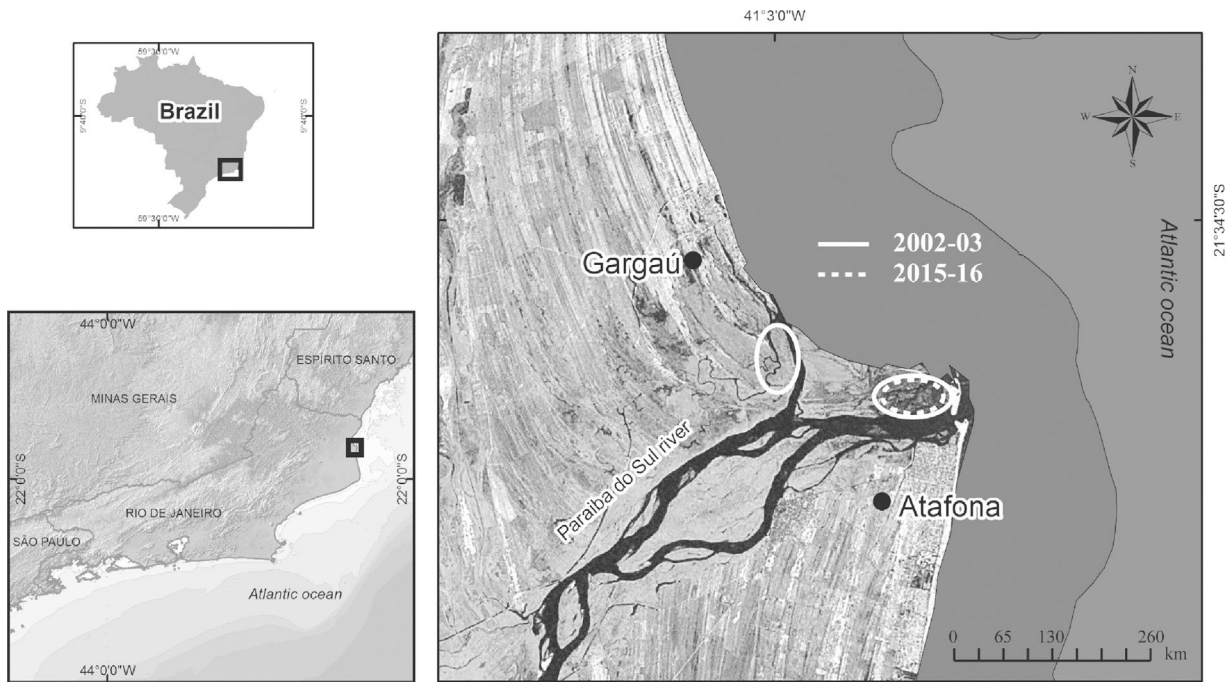 59°30'0"W
9°40'0"S
Brazil
9°40'0"S
59°30'0"W
44°0'0"W
ESPÍRITO SANTO
MINAS GERAIS
22°0'0"S
22°0'0"S
RIO DE JANEIRO
SÃO PAULO
Atlantic ocean
44°0'0"W
41°3'0"W
N
W
E
S
21°34'30"S
2002-03
2015-16
Gargaú
Atlantic ocean
Paraiba do Sul river
Atafona
0 65 130 260
km